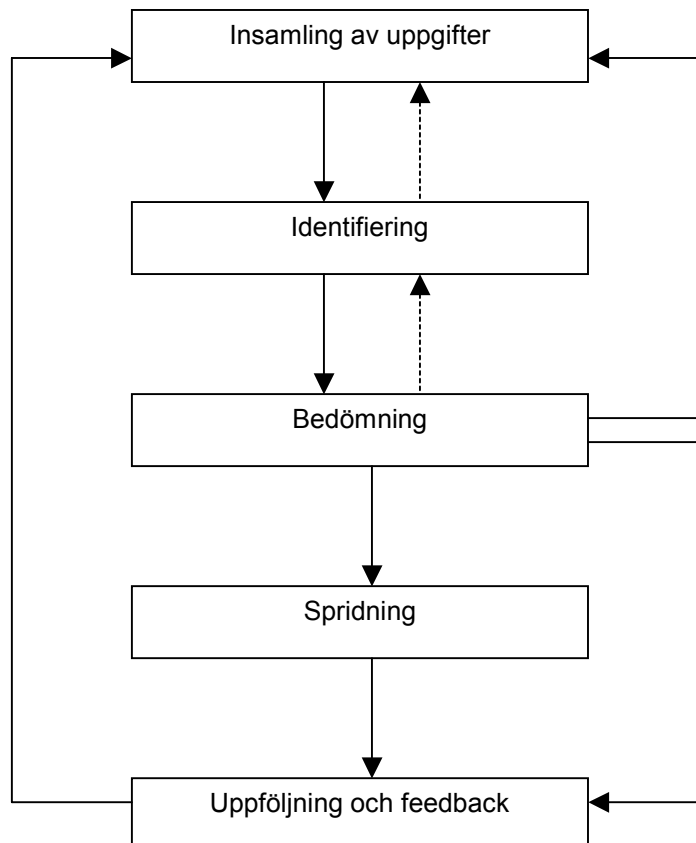 Insamling av uppgifter
Identifiering
Bedömning
Spridning
Uppföljning och feedback